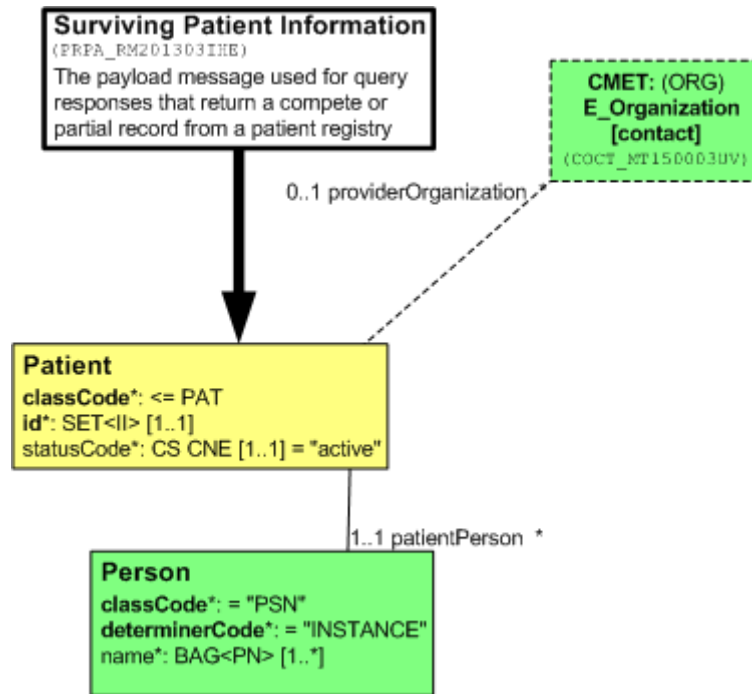 Surviving Patient Information
(PRPA_RM201303IHE)
The payload message used for query
responses that return a compete or
partial record from a patient registry
CMET: (ORG)
E_Organization
[contact]
(COCT_MT150003UV)
0..1 providerOrganization *
Patient
classCode*: <= PAT
id*: SET<II> [1..1]
statusCode*: CS CNE [1..1] = "active"
1..1 patientPerson *
Person
classCode*: = "PSN"
determinerCode*: = "INSTANCE"
name*: BAG<PN> [1..*]